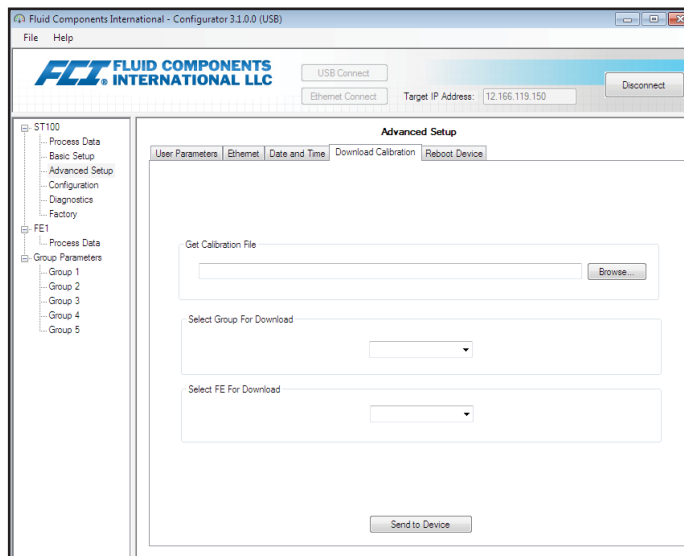 Fluid Components International - Configurator 3.1.0.0 (USB)
File Help
FCI® FLUID COMPONENTS
INTERNATIONAL LLC
USB Connect
Ethernet Connect
Target IP Address: 12.166.119.150
Disconnect
ST100
Process Data
Basic Setup
Advanced Setup
Configuration
Diagnostics
Factory
FE1
Process Data
Group Parameters
Group 1
Group 2
Group 3
Group 4
Group 5
Advanced Setup
User Parameters Ethernet Date and Time Download Calibration Reboot Device
Get Calibration File
Browse...
Select Group For Download
Select FE For Download
Send to Device